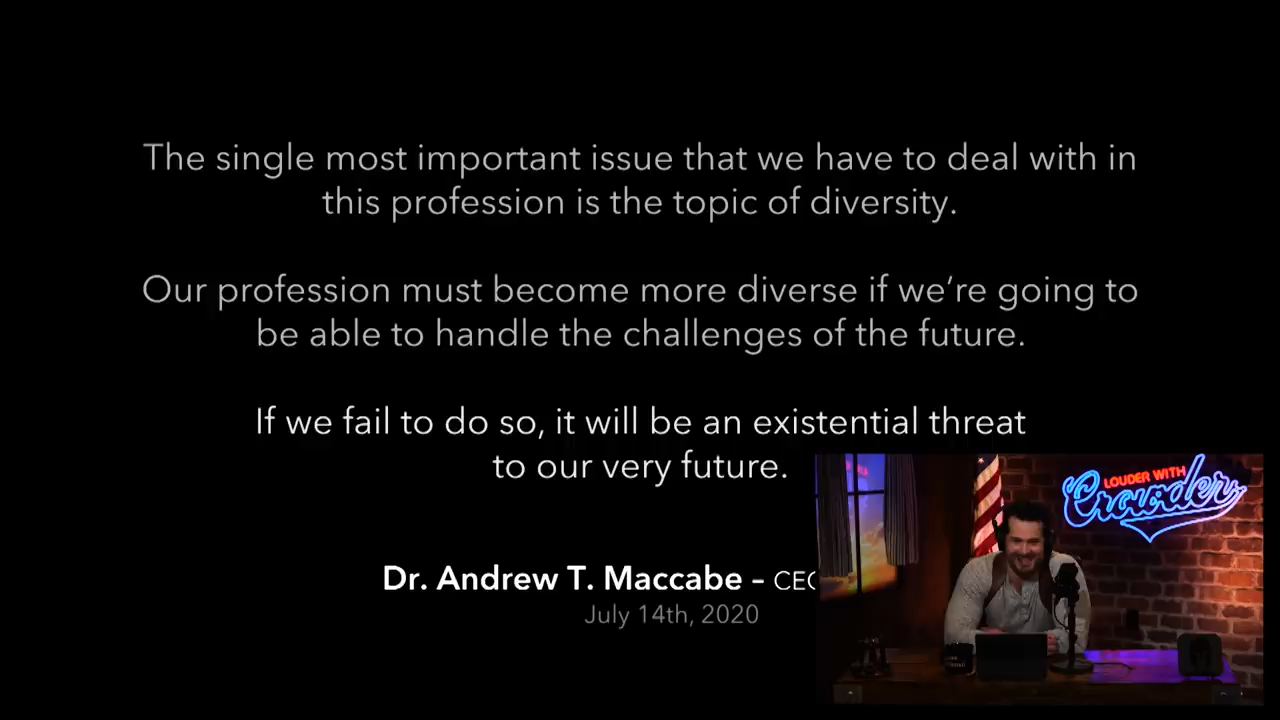 The single most important issue that we have to deal with in
this profession is the topic of diversity.
Our profession must become more diverse if we’re going to
be able to handle the challenges of the future.
If we fail to do so, it will be an existential threat
to our very future.
Dr. Andrew T. Maccabe – CEO
July 14th, 2020
LOUDER WITH
Crowder